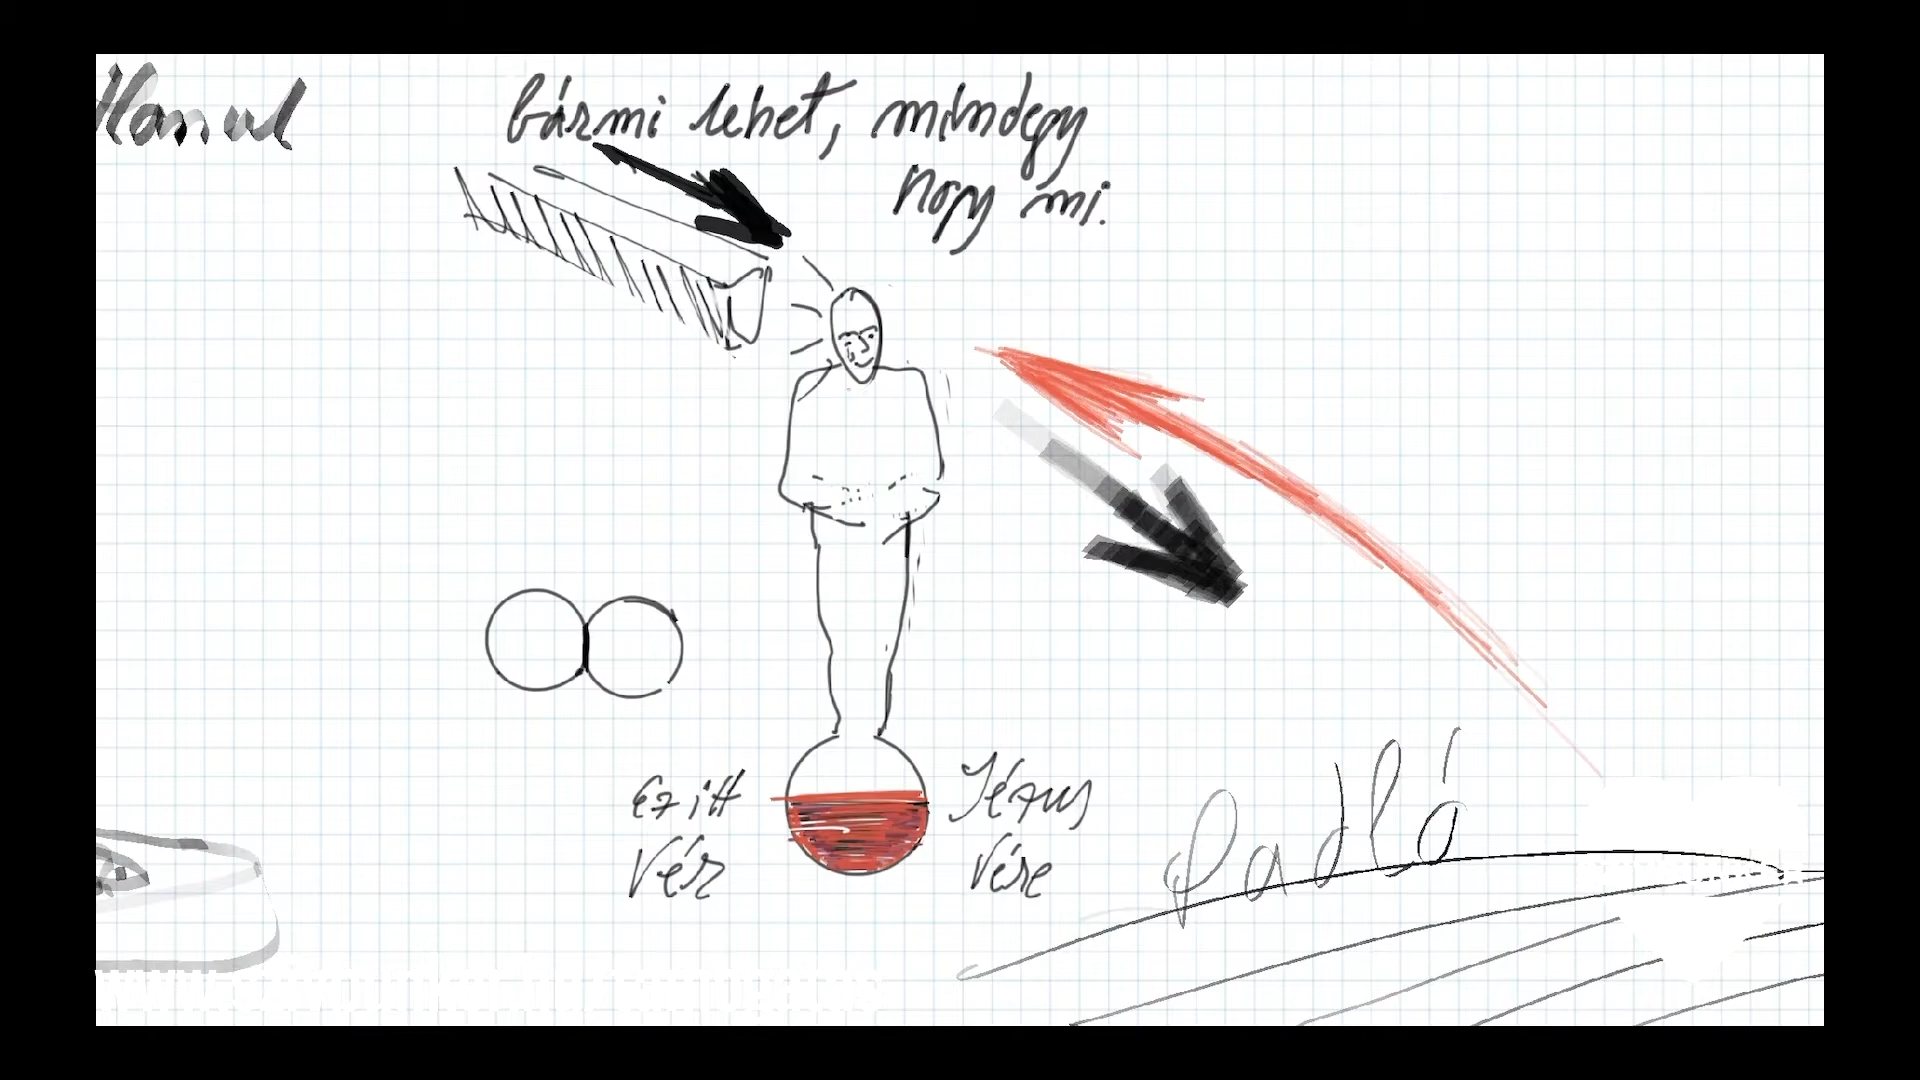 bármi lehet, mindegy
hogy mi.
Ez itt
Vér
Jézus
Vére
Padló